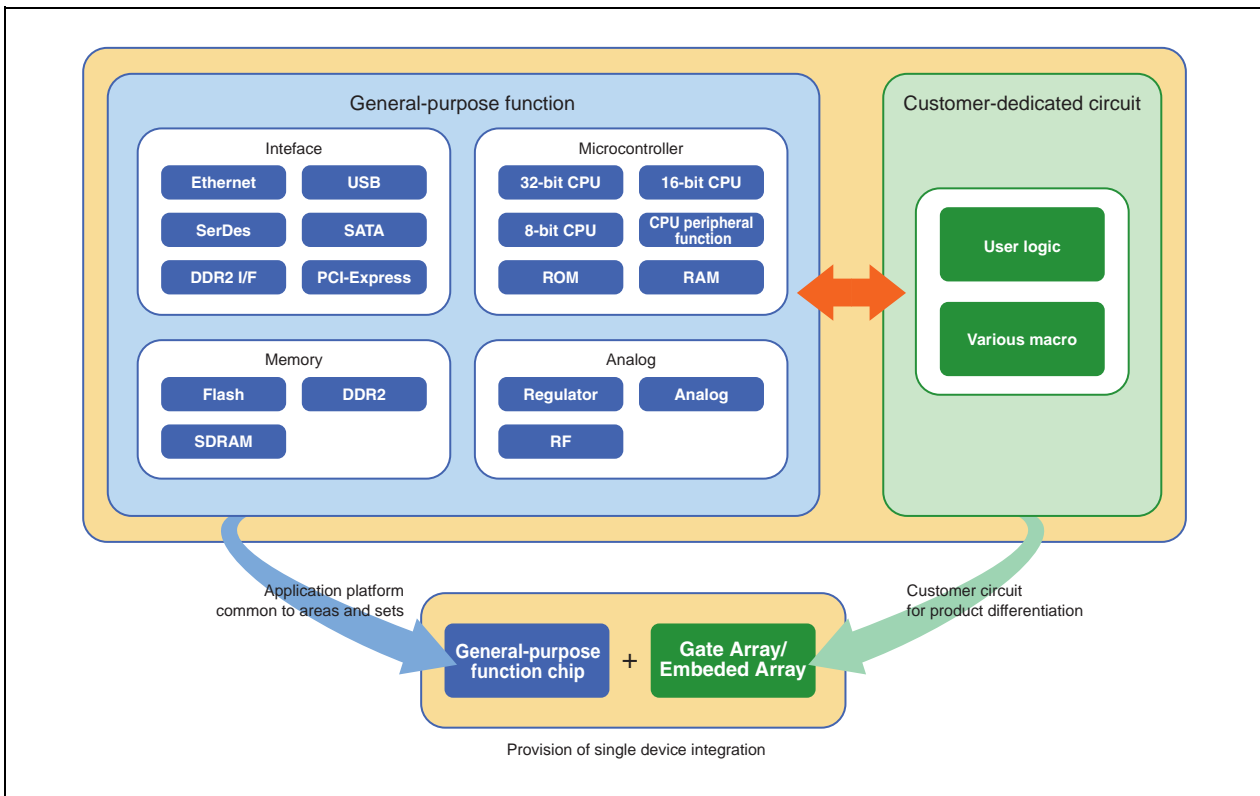 General-purpose function
Inteface
Ethernet
USB
SerDes
SATA
DDR2 I/F
PCI-Express
Microcontroller
32-bit CPU
16-bit CPU
8-bit CPU
CPU peripheral
function
ROM
RAM
Memory
Flash
DDR2
SDRAM
Analog
Regulator
Analog
RF
Customer-dedicated circuit
User logic
Various macro
Application platform
common to areas and sets
Customer circuit
for product differentiation
General-purpose
function chip
+
Gate Array/
Embeded Array
Provision of single device integration